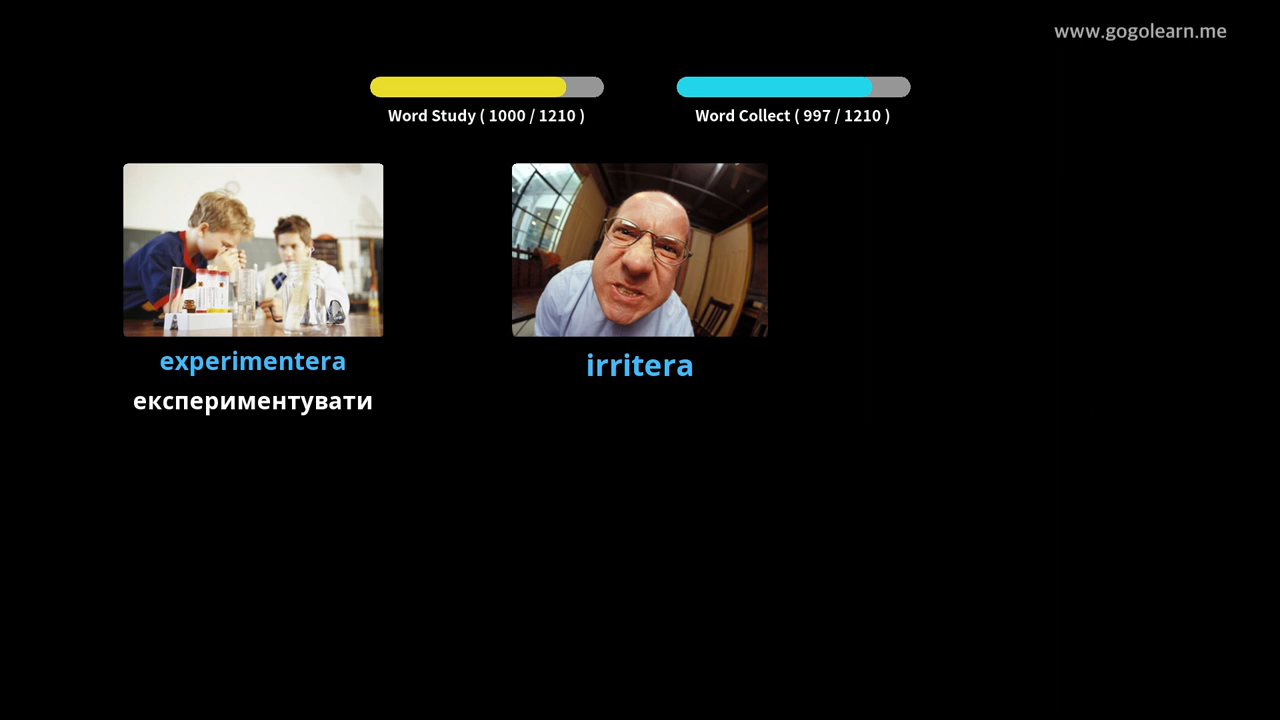 www.gogolearn.me
Word Study ( 1000 / 1210 )
Word Collect ( 997 / 1210 )
experimentera
експериментувати
irritera